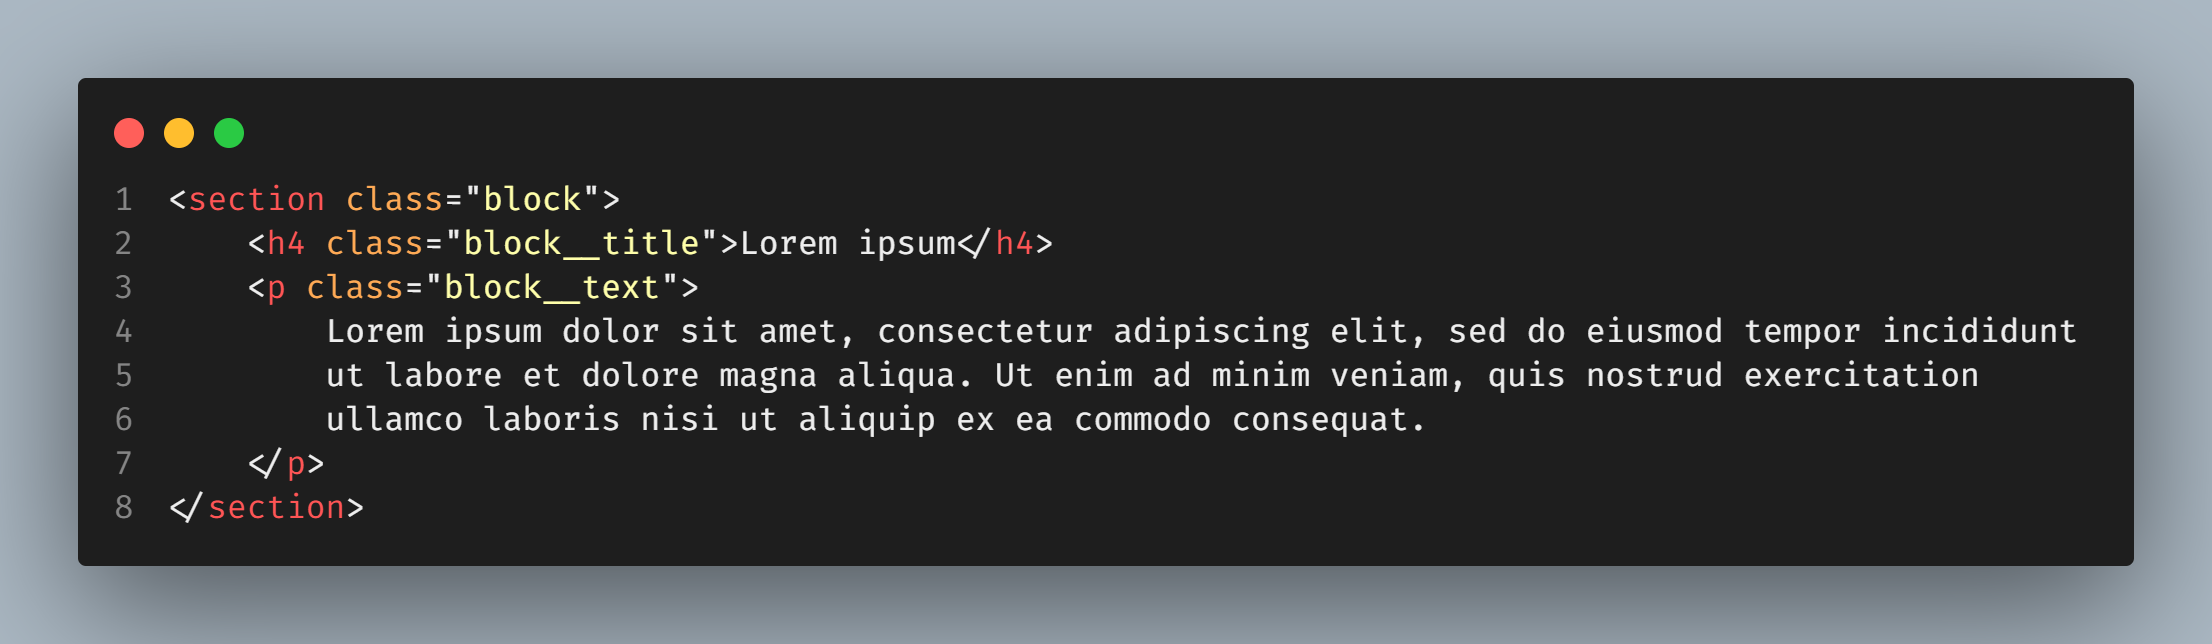 1 <section class="block">
2     <h4 class="block__title">Lorem ipsum</h4>
3     <p class="block__text">
4         Lorem ipsum dolor sit amet, consectetur adipiscing elit, sed do eiusmod tempor incididunt
5         ut labore et dolore magna aliqua. Ut enim ad minim veniam, quis nostrud exercitation
6         ullamco laboris nisi ut aliquip ex ea commodo consequat.
7     </p>
8 </section>